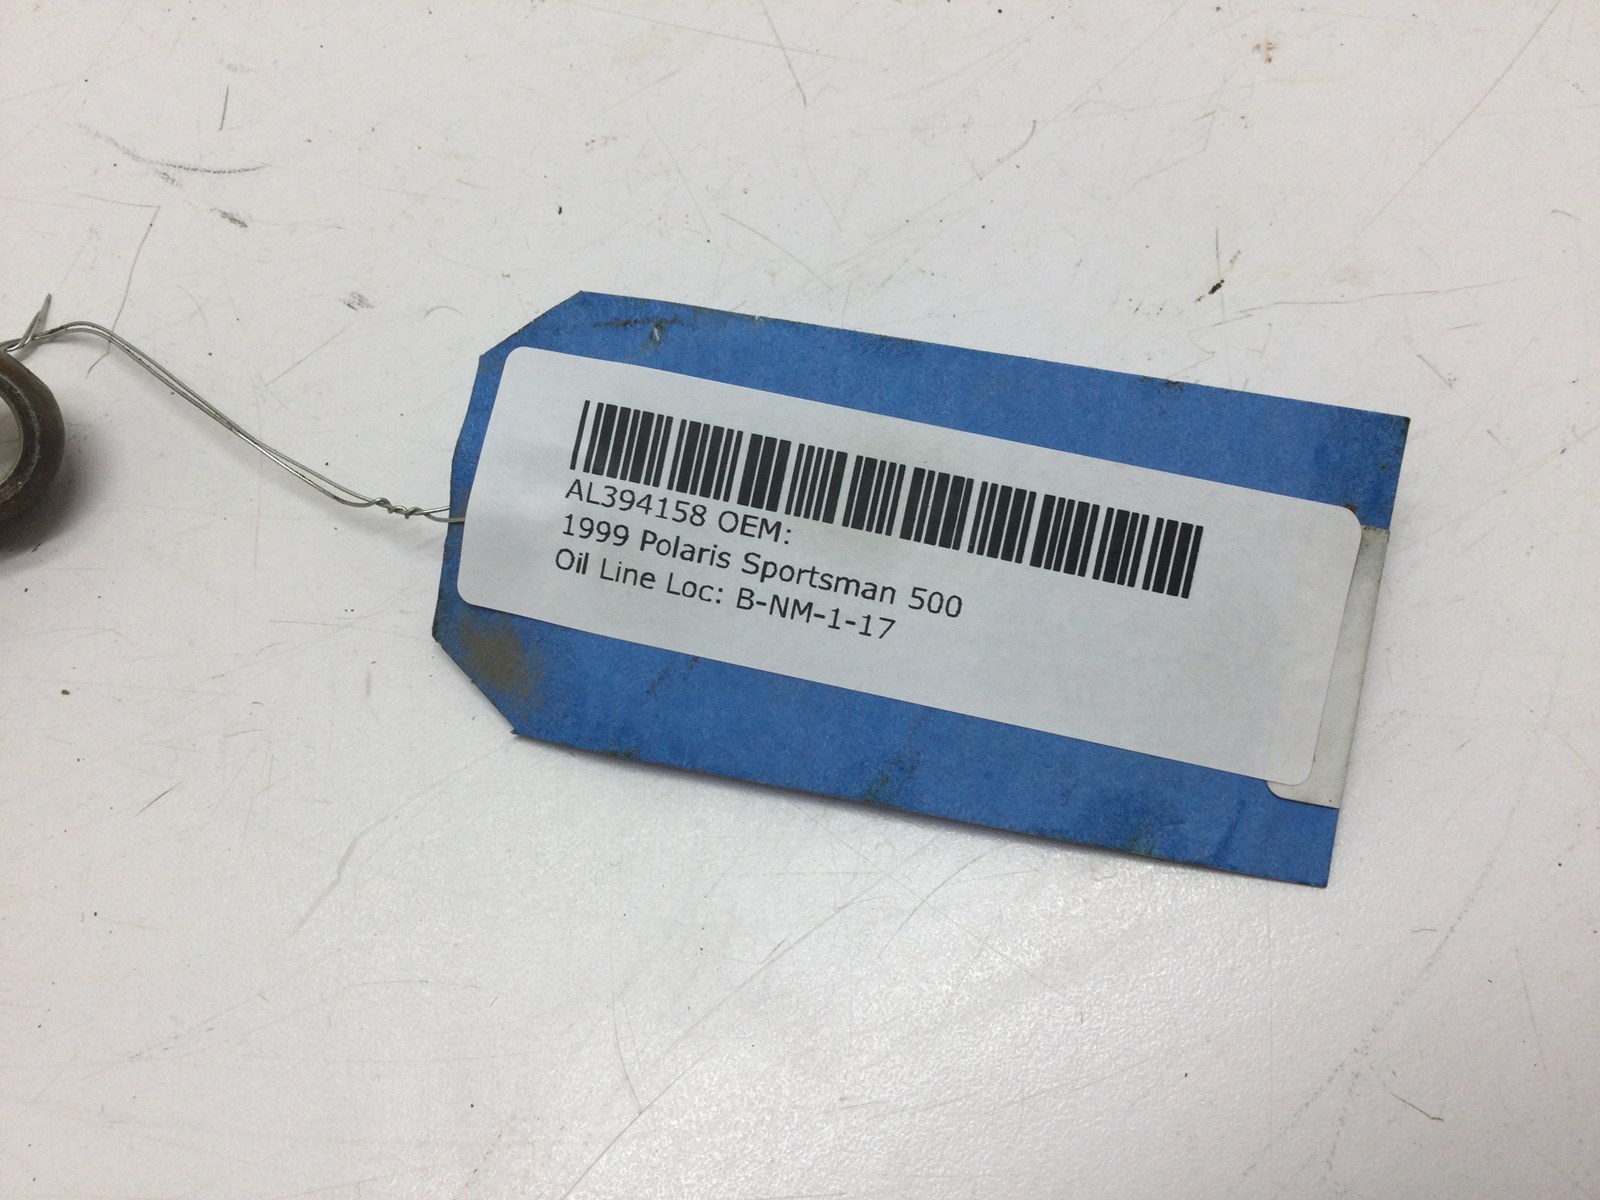 AL394158 OEM:
1999 Polaris Sportsman 500
Oil Line Loc: B-NM-1-17